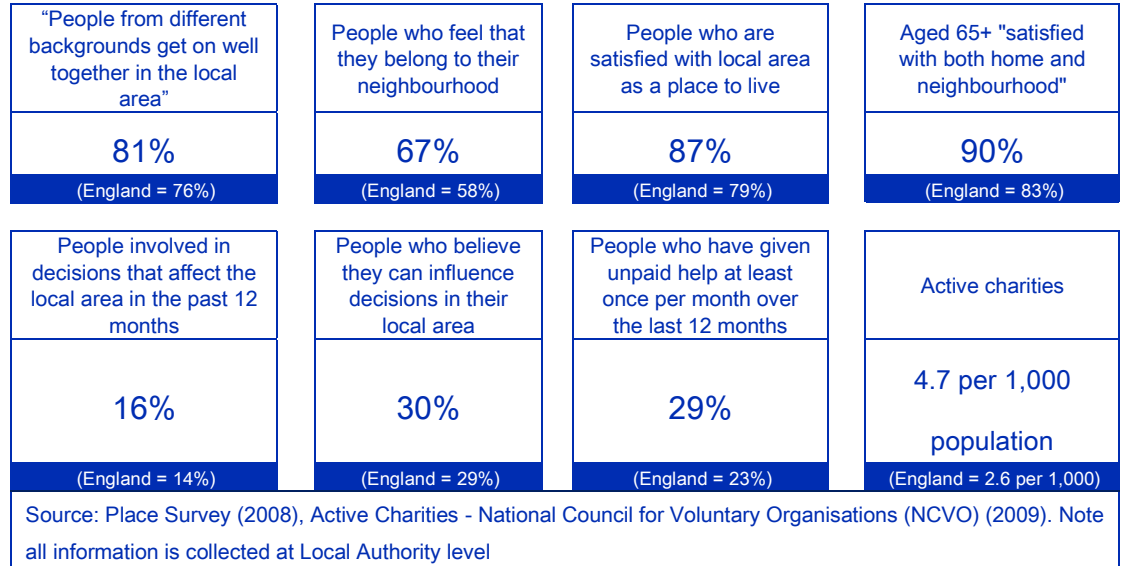 “People from different
backgrounds get on well
together in the local
area”
81%
(England = 76%)
People who feel that
they belong to their
neighbourhood
67%
(England = 58%)
People who are
satisfied with local area
as a place to live
87%
(England = 79%)
Aged 65+ "satisfied
with both home and
neighbourhood"
90%
(England = 83%)
People involved in
decisions that affect the
local area in the past 12
months
16%
(England = 14%)
People who believe
they can influence
decisions in their
local area
30%
(England = 29%)
People who have given
unpaid help at least
once per month over
the last 12 months
29%
(England = 23%)
Active charities
4.7 per 1,000
population
(England = 2.6 per 1,000)
Source: Place Survey (2008), Active Charities - National Council for Voluntary Organisations (NCVO) (2009). Note
all information is collected at Local Authority level